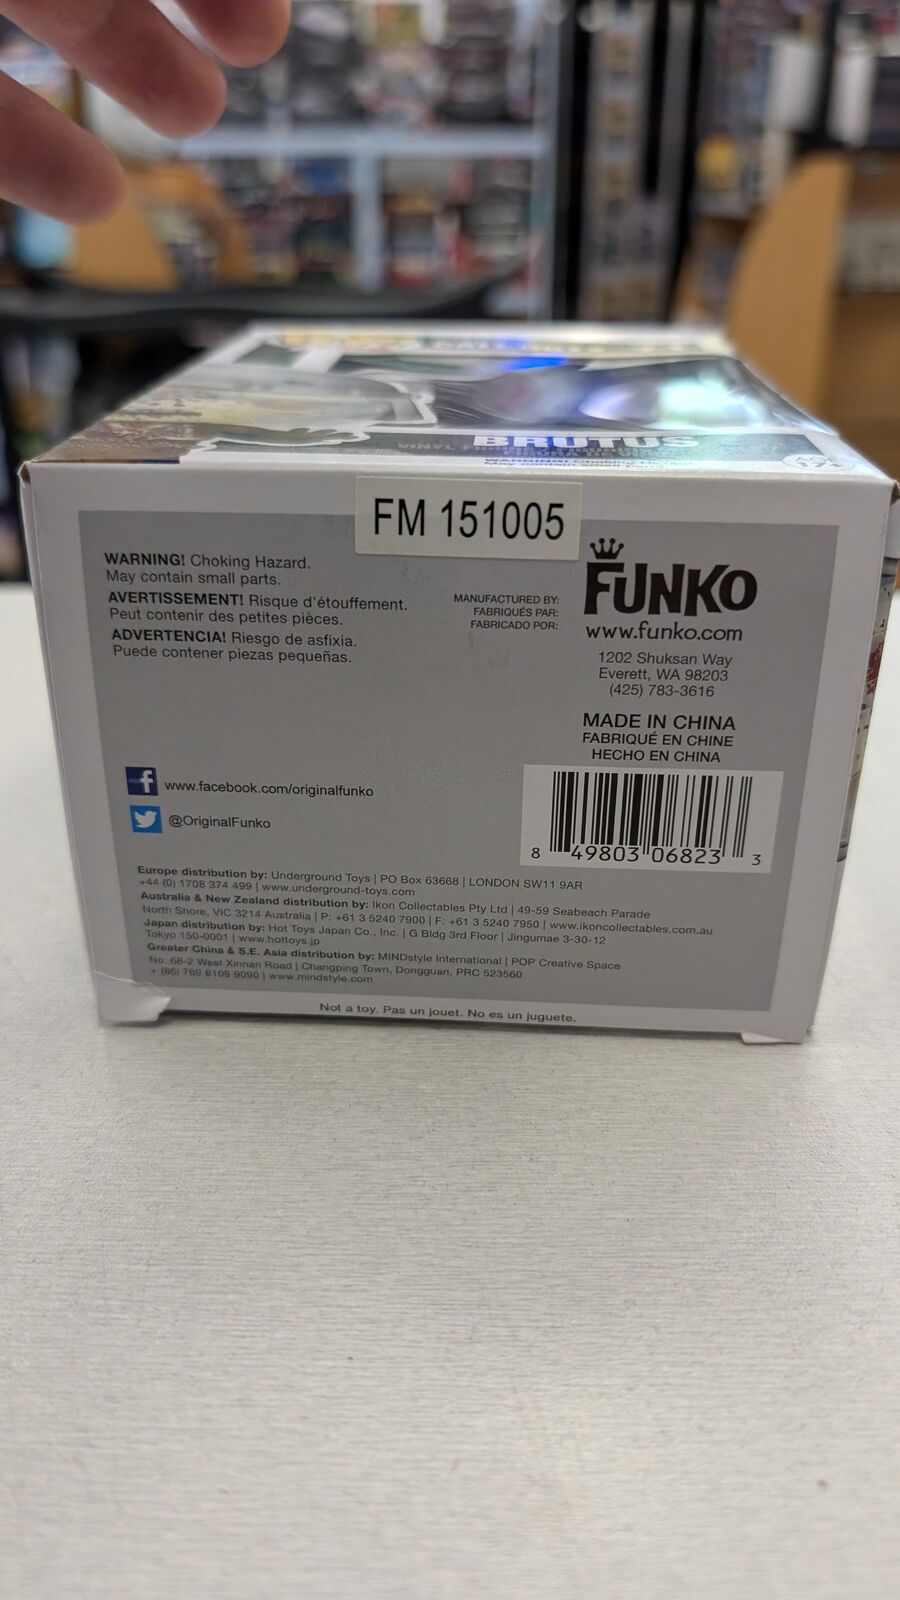 BRUTUS
FM 151005
WARNING! Choking Hazard.
May contain small parts.
AVERTISSEMENT! Risque d'étouffement.
Peut contenir des petites pièces.
ADVERTENCIA! Riesgo de asfixia.
Puede contener piezas pequeñas.
MANUFACTURED BY:
FABRIQUÉS PAR:
FABRICADO POR:
FUNKO
www.funko.com
1202 Shuksan Way
Everett, WA 98203
(425) 783-3616
MADE IN CHINA
FABRIQUÉ EN CHINE
HECHO EN CHINA
www.facebook.com/originalfunko
@OriginalFunko
8 49803 06823 3
Europe distribution by: Underground Toys | PO Box 63668 | LONDON SW11 9AR
+44 (0) 1708 374 499 | www.underground-toys.com
Australia & New Zealand distribution by: Ikon Collectables Pty Ltd | 49-59 Seabeach Parade
North Shore, VIC 3214 Australia | P: +61 3 5240 7900 | F: +61 3 5240 7950 | www.ikoncollectables.com.au
Japan distribution by: Hot Toys Japan Co., Inc. | G Bldg 3rd Floor | Jingumae 3-30-12
Tokyo 150-0001 | www.hottoys.jp
Greater China & S.E. Asia distribution by: MINDstyle International | POP Creative Space
No. 68-2 West Xinnan Road | Changping Town, Dongguan, PRC 523560
+ (86) 769 8109 9090 | www.mindstyle.com
Not a toy. Pas un jouet. No es un juguete.